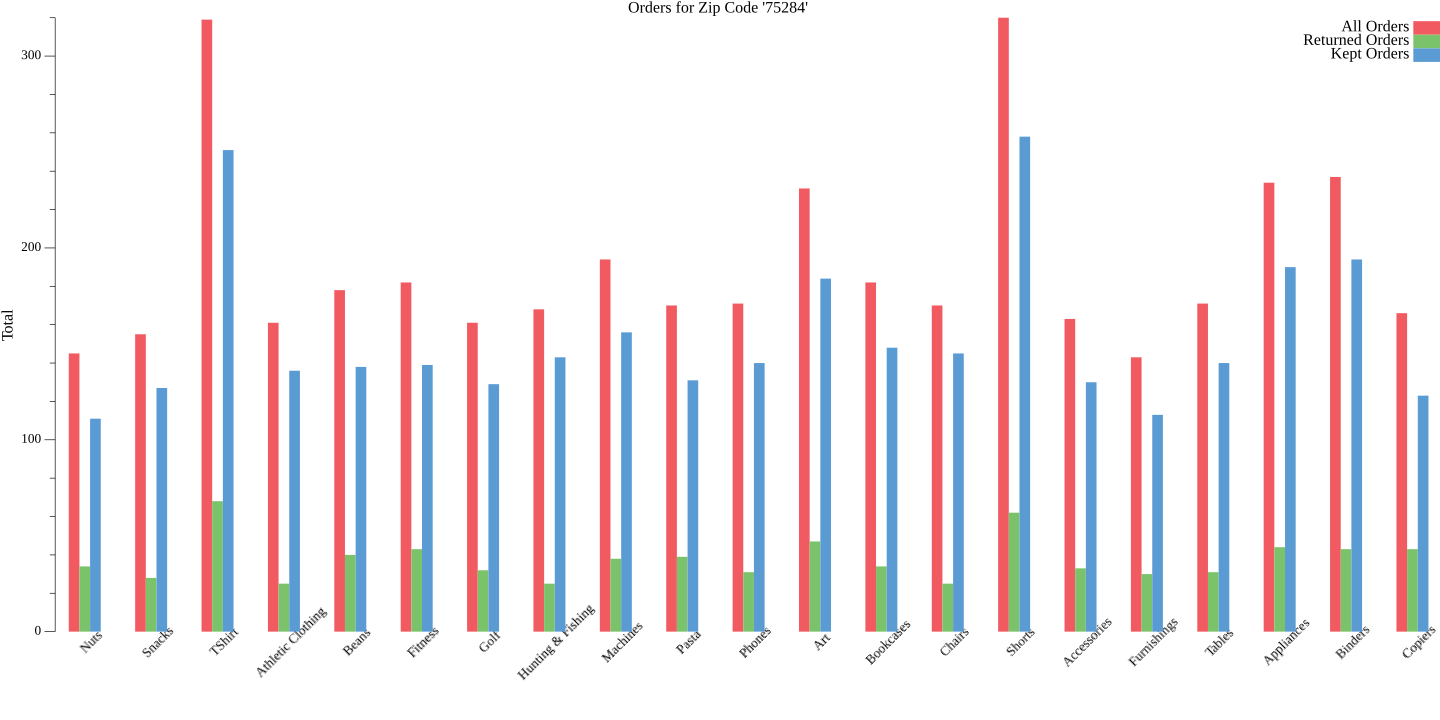 Orders for Zip Code '75284'
All Orders
Returned Orders
Kept Orders
Total
300
200
100
0
Nuts
Snacks
TShirt
Athletic Clothing
Beans
Fitness
Golf
Hunting & Fishing
Machines
Pasta
Phones
Art
Bookcases
Chairs
Shorts
Accessories
Furnishings
Tables
Appliances
Binders
Copiers